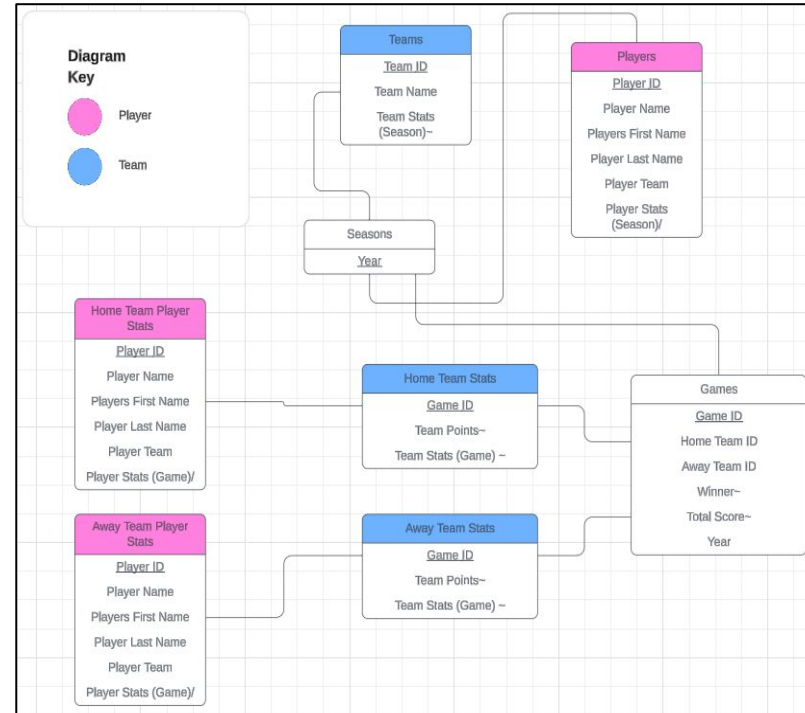 Diagram
Key
Player
Team
Teams
Team ID
Team Name
Team Stats
(Season)~
Players
Player ID
Player Name
Players First Name
Player Last Name
Player Team
Player Stats
(Season)/
Seasons
Year
Home Team Player
Stats
Player ID
Player Name
Players First Name
Player Last Name
Player Team
Player Stats (Game)/
Home Team Stats
Game ID
Team Points~
Team Stats (Game) ~
Games
Game ID
Home Team ID
Away Team ID
Winner~
Total Score~
Year
Away Team Player
Stats
Player ID
Player Name
Players First Name
Player Last Name
Player Team
Player Stats (Game)/
Away Team Stats
Game ID
Team Points~
Team Stats (Game) ~